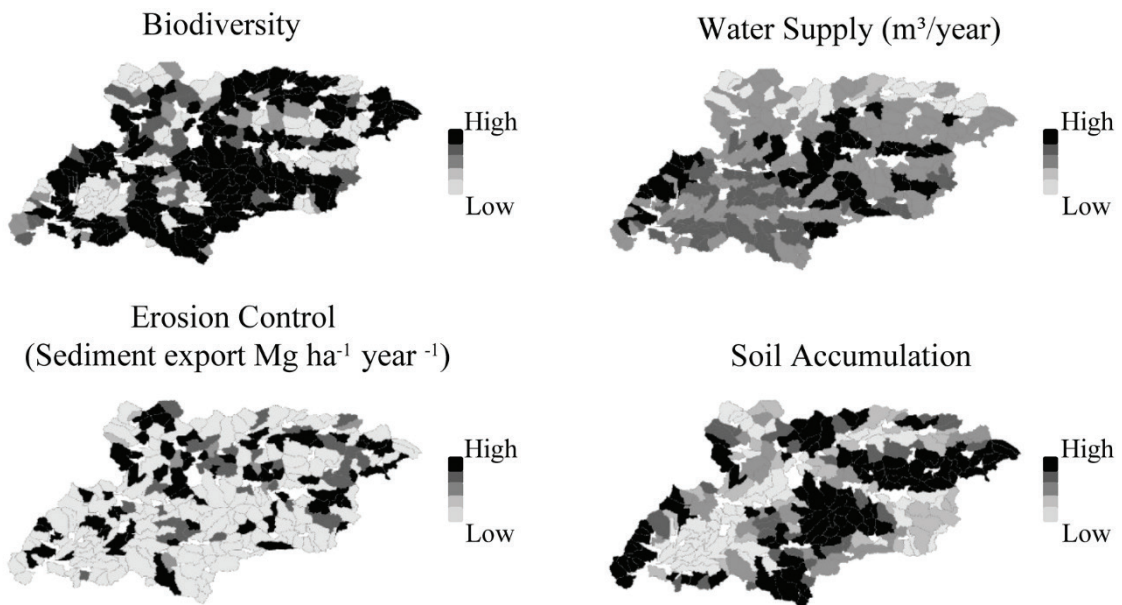 Biodiversity
High
Low
Water Supply (m³/year)
High
Low
Erosion Control
(Sediment export Mg ha⁻¹ year ⁻¹)
High
Low
Soil Accumulation
High
Low